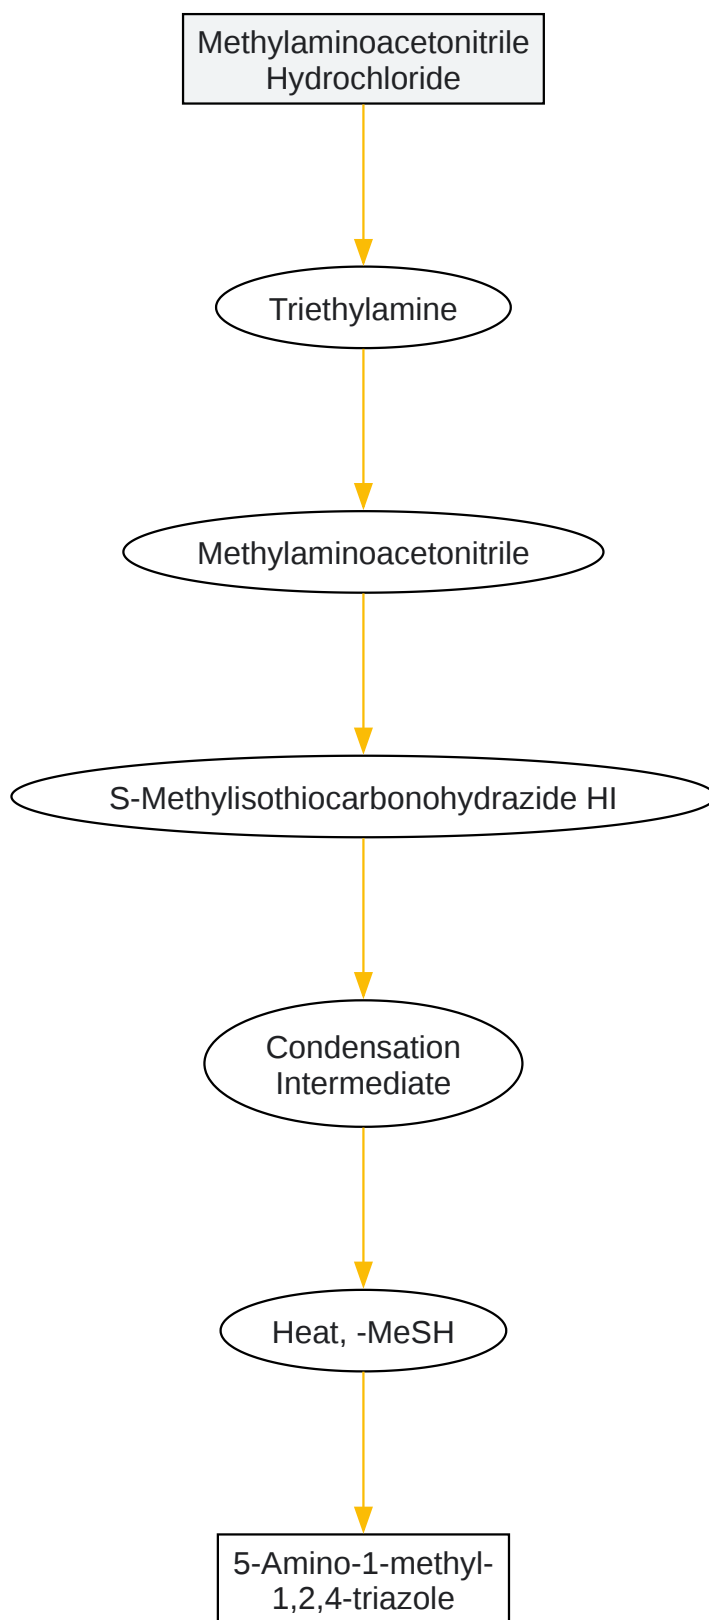 Methylaminoacetonitrile
Hydrochloride
Triethylamine
Methylaminoacetonitrile
S-Methylisothiocarbonohydrazide HI
Condensation
Intermediate
Heat, -MeSH
5-Amino-1-methyl-
1,2,4-triazole